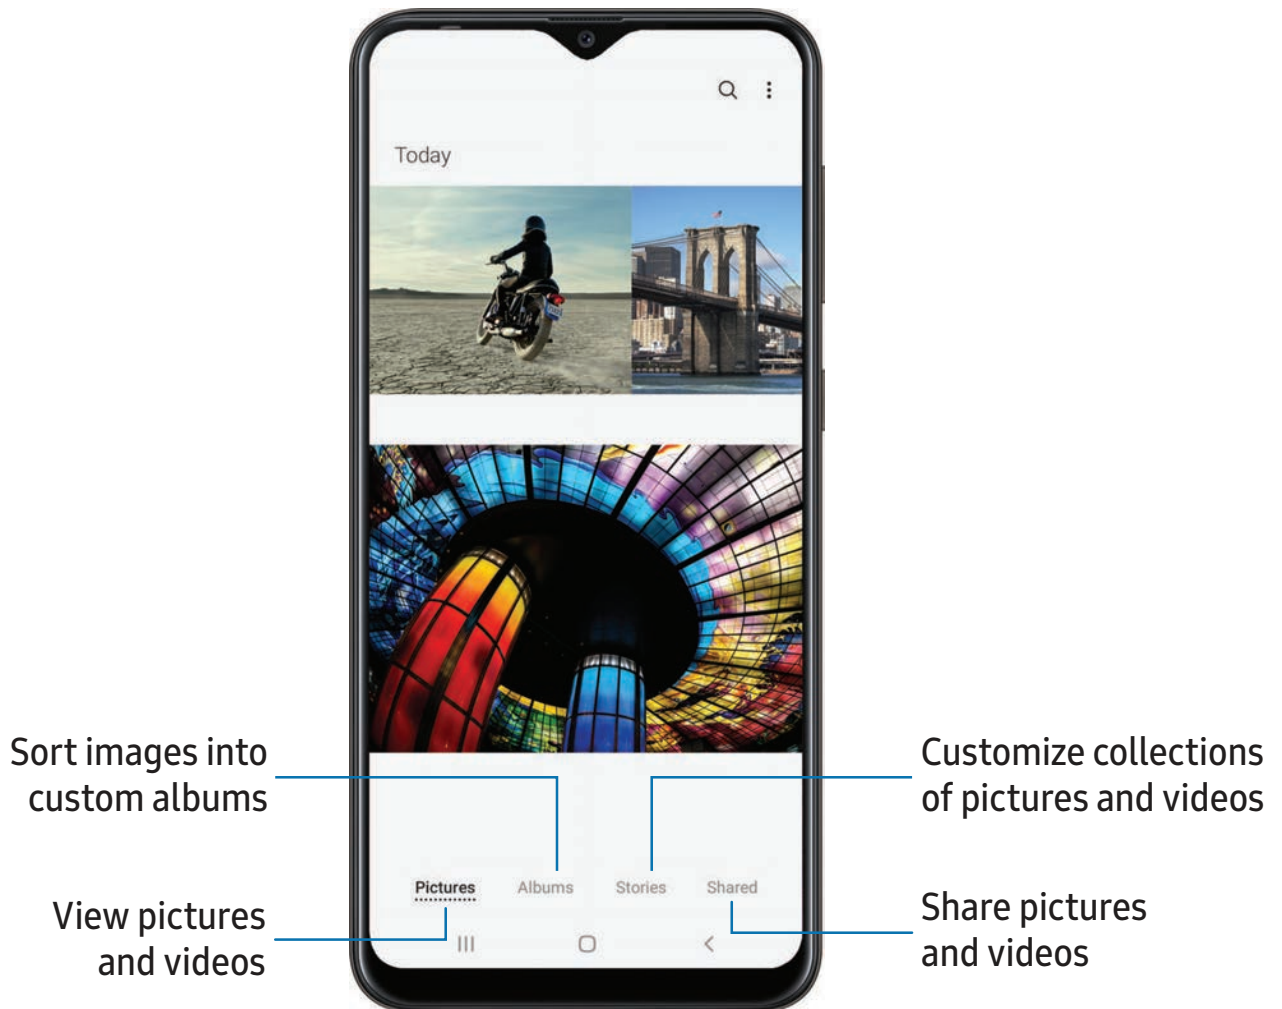 Today
Sort images into
custom albums
Customize collections
of pictures and videos
Pictures Albums Stories Shared
View pictures
and videos
Share pictures
and videos